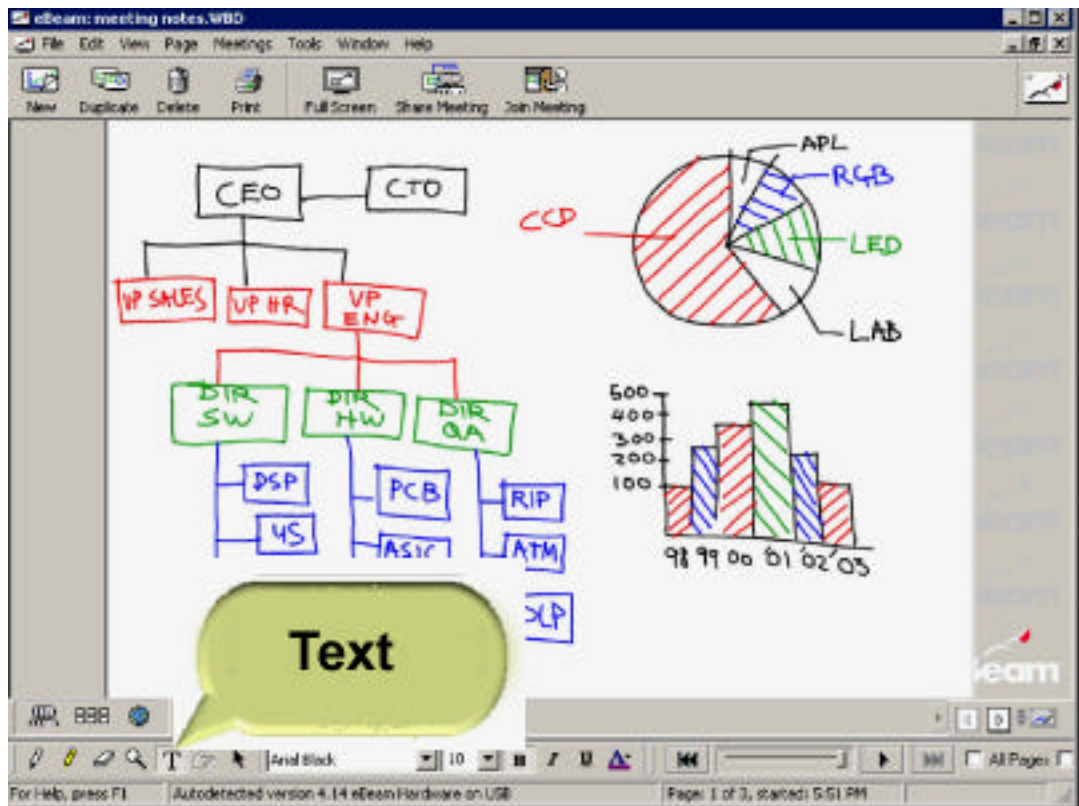 eBeam: meeting notes.WBD
File Edit View Page Meetings Tools Window Help
New Duplicate Delete Print Full Screen Share Meeting Join Meeting
CEO
CTO
VP SALES
VP HR
VP
ENG
DIR
SW
DIR
HW
DIR
QA
DSP
PCB
RIP
4S
ASIC
ATM
DLP
APL
RGB
CCD
LED
LAB
500
400
300
200
100
98 99 00 '01 '02 '03
Text
eam
Arial Black 10
All Pages
For Help, press F1
Autodetected version 4.14 eBeam Hardware on USB
Page: 1 of 3, started: 5:51 PM